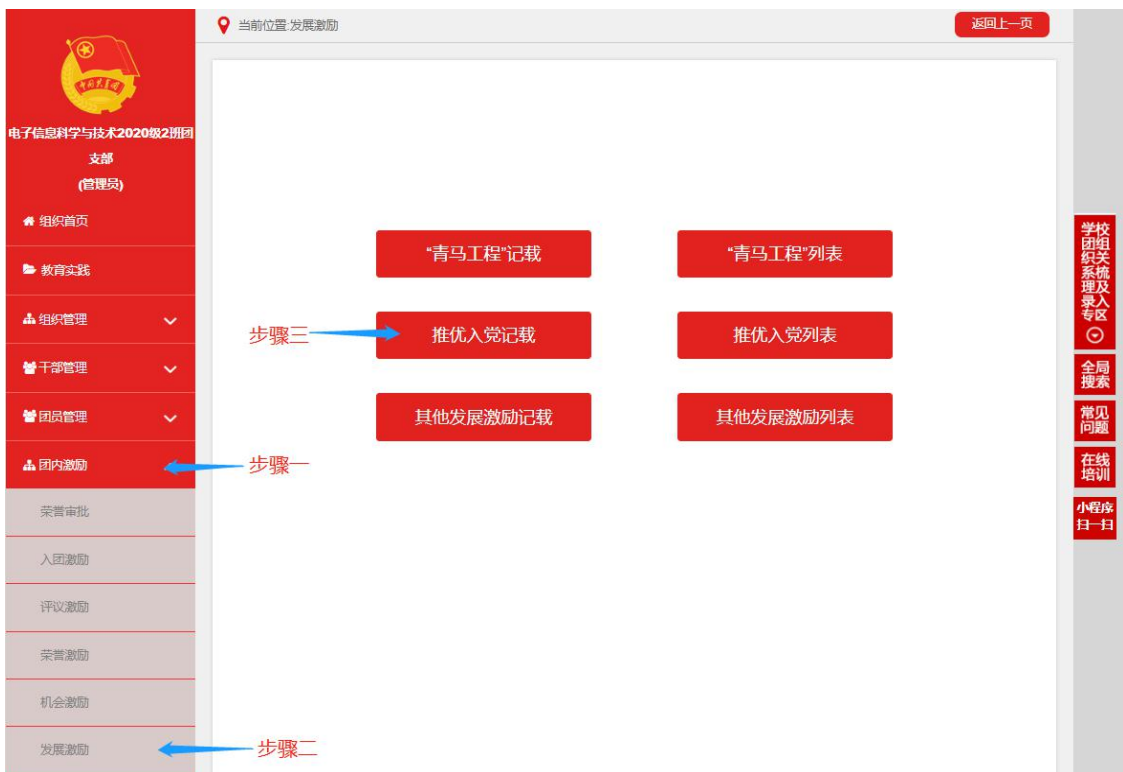 当前位置:发展激励
返回上一页
中国共青团
电子信息科学与技术2020级2班团
支部
(管理员)
组织首页
教育实践
组织管理
干部管理
团员管理
团内激励
荣誉审批
入团激励
评议激励
荣誉激励
机会激励
发展激励
“青马工程”记载
“青马工程”列表
步骤三
推优入党记载
推优入党列表
其他发展激励记载
其他发展激励列表
步骤一
步骤二
学校
团组
织关
系梳
理及
录入
专区
全局
搜索
常见
问题
在线
培训
小程序
扫一扫